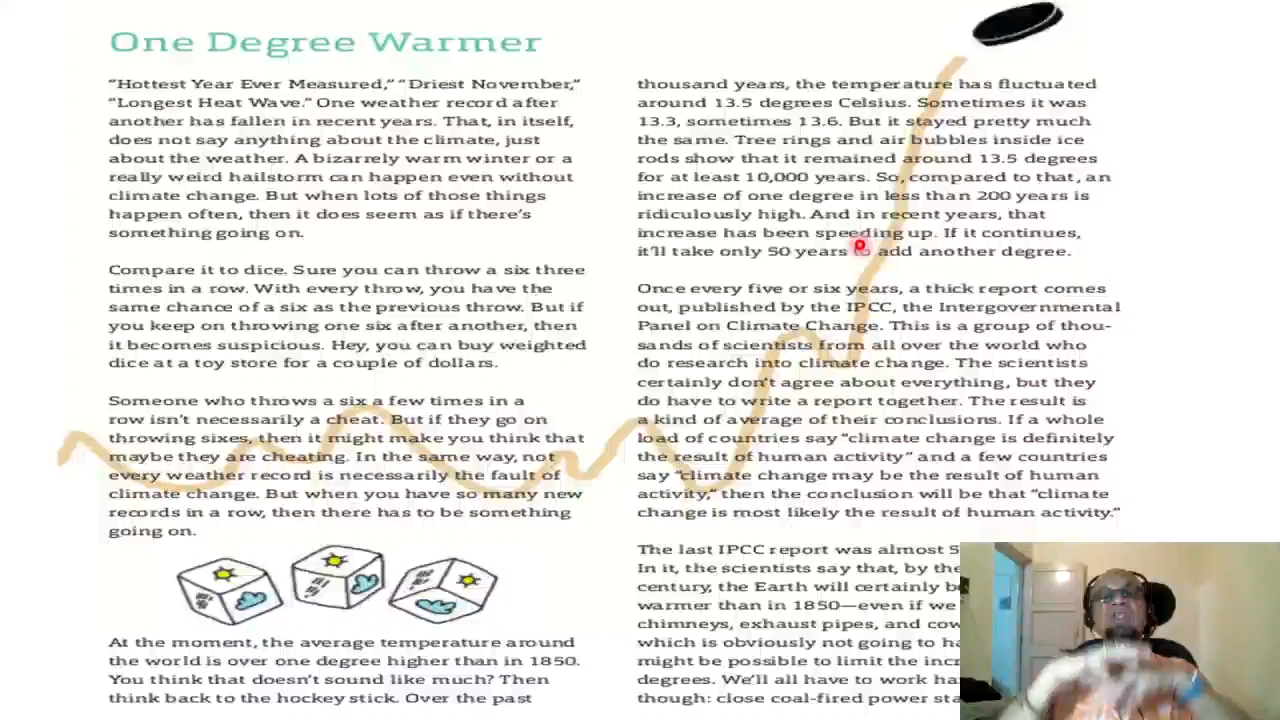 One Degree Warmer
“Hottest Year Ever Measured,” “Driest November,”
“Longest Heat Wave.” One weather record after
another has fallen in recent years. That, in itself,
does not say anything about the climate, just
about the weather. A bizarrely warm winter or a
really weird hailstorm can happen even without
climate change. But when lots of those things
happen often, then it does seem as if there’s
something going on.
Compare it to dice. Sure you can throw a six three
times in a row. With every throw, you have the
same chance of a six as the previous throw. But if
you keep on throwing one six after another, then
it becomes suspicious. Hey, you can buy weighted
dice at a toy store for a couple of dollars.
Someone who throws a six a few times in a
row isn’t necessarily a cheat. But if they go on
throwing sixes, then it might make you think that
maybe they are cheating. In the same way, not
every weather record is necessarily the fault of
climate change. But when you have so many new
records in a row, then there has to be something
going on.
At the moment, the average temperature around
the world is over one degree higher than in 1850.
You think that doesn’t sound like much? Then
think back to the hockey stick. Over the past
thousand years, the temperature has fluctuated
around 13.5 degrees Celsius. Sometimes it was
13.3, sometimes 13.6. But it stayed pretty much
the same. Tree rings and air bubbles inside ice
rods show that it remained around 13.5 degrees
for at least 10,000 years. So, compared to that, an
increase of one degree in less than 200 years is
ridiculously high. And in recent years, that
increase has been speeding up. If it continues,
it’ll take only 50 years to add another degree.
Once every five or six years, a thick report comes
out, published by the IPCC, the Intergovernmental
Panel on Climate Change. This is a group of thou-
sands of scientists from all over the world who
do research into climate change. The scientists
certainly don’t agree about everything, but they
do have to write a report together. The result is
a kind of average of their conclusions. If a whole
load of countries say “climate change is definitely
the result of human activity” and a few countries
say “climate change may be the result of human
activity,” then the conclusion will be that “climate
change is most likely the result of human activity.”
The last IPCC report was almost
In it, the scientists say that, by the
century, the Earth will certainly
warmer than in 1850—even if we
chimneys, exhaust pipes, and
which is obviously not going to
might be possible to limit the
degrees. We’ll all have to work
though: close coal-fired power